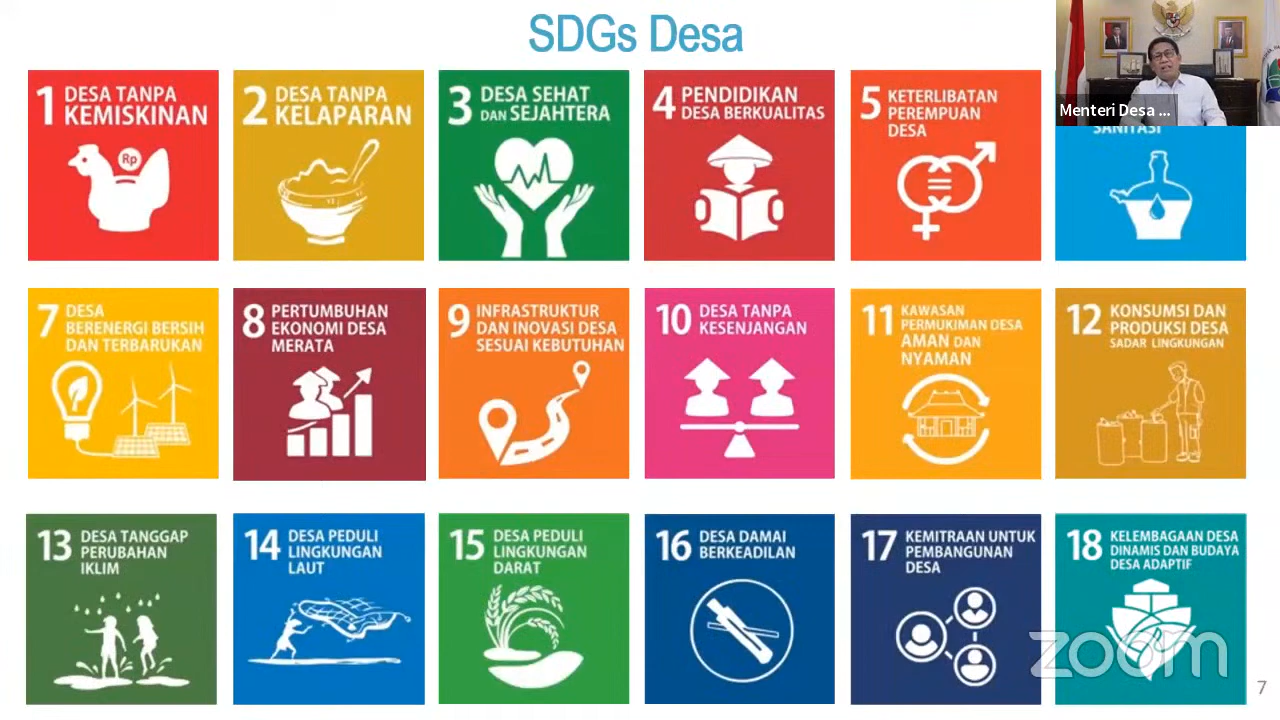 SDGs Desa
Menteri Desa ...
1 DESA TANPA
KEMISKINAN
Rp
2 DESA TANPA
KELAPARAN
3 DESA SEHAT
DAN SEJAHTERA
4 PENDIDIKAN
DESA BERKUALITAS
5 KETERLIBATAN
PEREMPUAN
DESA
SANITASI
7 DESA
BERENERGI BERSIH
DAN TERBARUKAN
8 PERTUMBUHAN
EKONOMI DESA
MERATA
9 INFRASTRUKTUR
DAN INOVASI DESA
SESUAI KEBUTUHAN
10 DESA TANPA
KESENJANGAN
11 KAWASAN
PERMUKIMAN DESA
AMAN DAN
NYAMAN
12 KONSUMSI DAN
PRODUKSI DESA
SADAR LINGKUNGAN
13 DESA TANGGAP
PERUBAHAN
IKLIM
14 DESA PEDULI
LINGKUNGAN
LAUT
15 DESA PEDULI
LINGKUNGAN
DARAT
16 DESA DAMAI
BERKEADILAN
17 KEMITRAAN UNTUK
PEMBANGUNAN
DESA
18 KELEMBAGAAN DESA
DINAMIS DAN BUDAYA
DESA ADAPTIF
zoom
7